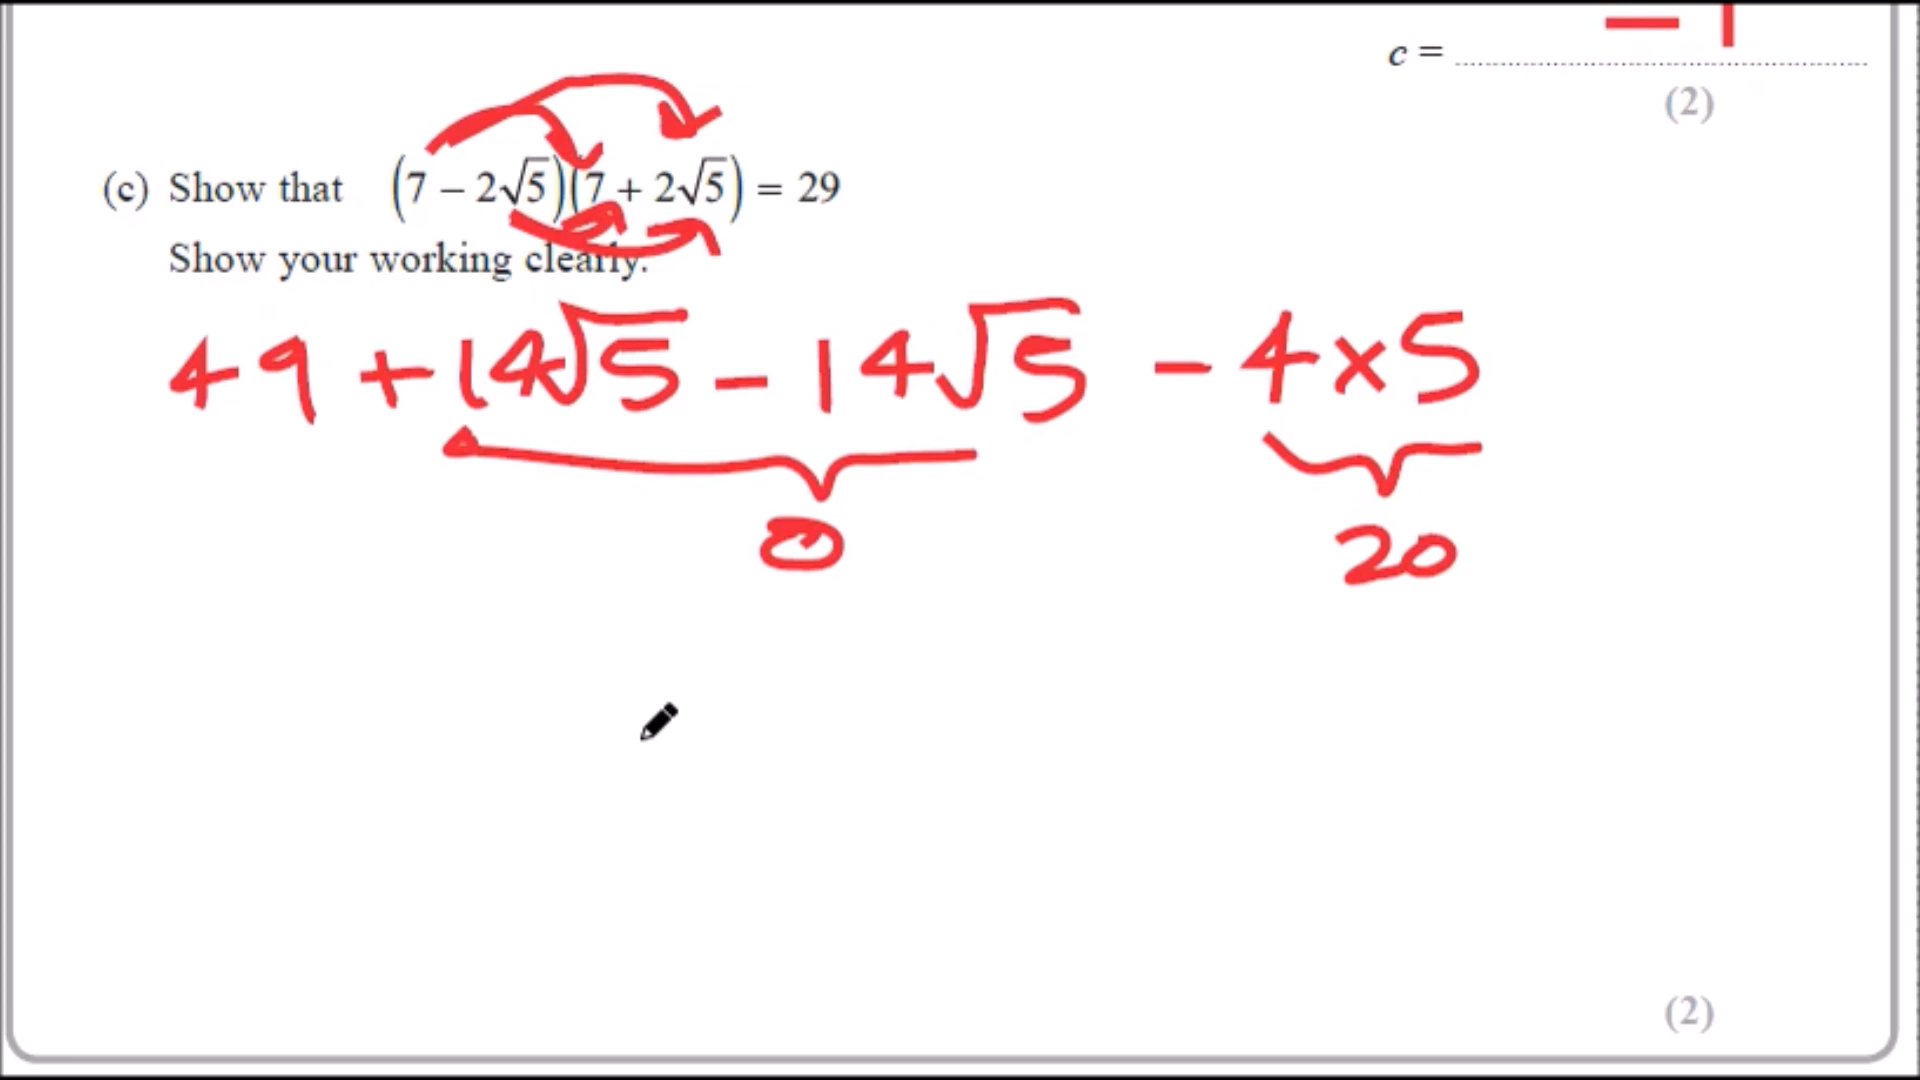 c = − 1
(2)
(c) Show that (7 − 2√5)(7 + 2√5) = 29
Show your working clearly.
49 + 14√5 − 14√5 − 4 × 5
0 20
(2)